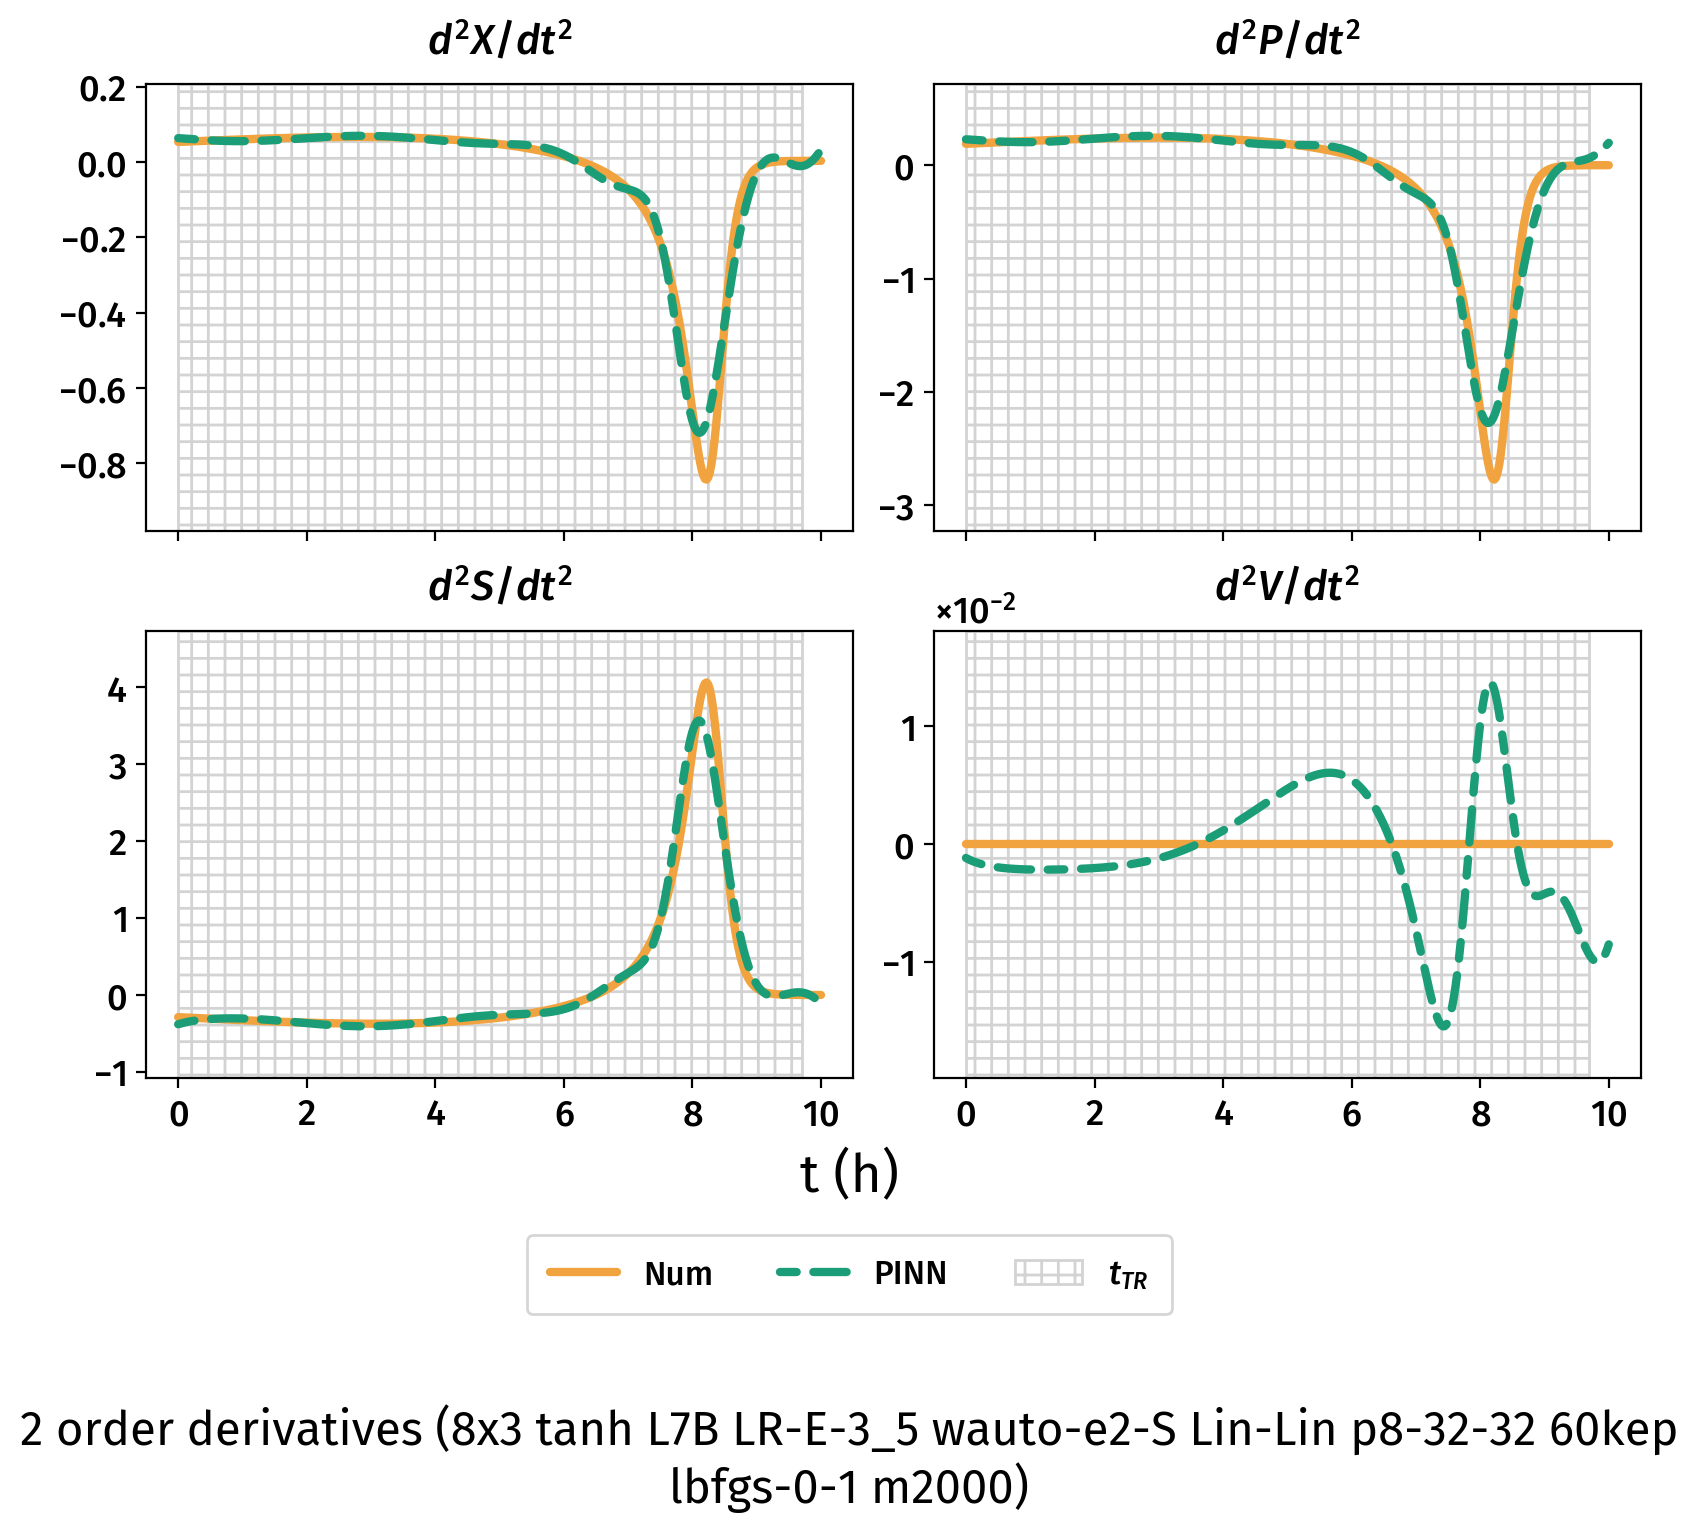 d²X/dt²
d²P/dt²
0.2
0.0
−0.2
−0.4
−0.6
−0.8
0
−1
−2
−3
d²S/dt²
d²V/dt²
×10⁻²
4
3
2
1
0
−1
1
0
−1
0 2 4 6 8 10
0 2 4 6 8 10
t (h)
Num PINN t_TR
2 order derivatives (8x3 tanh L7B LR-E-3_5 wauto-e2-S Lin-Lin p8-32-32 60kep
lbfgs-0-1 m2000)